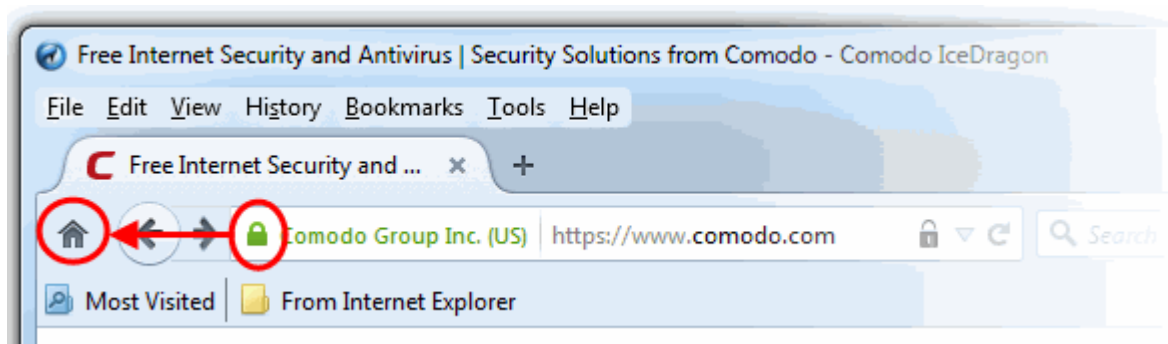 Free Internet Security and Antivirus | Security Solutions from Comodo - Comodo IceDragon
File Edit View History Bookmarks Tools Help
Free Internet Security and ...
Comodo Group Inc. (US) https://www.comodo.com Search
Most Visited From Internet Explorer